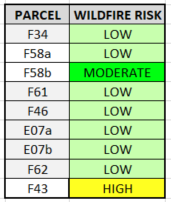 PARCEL WILDFIRE RISK
F34 LOW
F58a LOW
F58b MODERATE
F61 LOW
F46 LOW
E07a LOW
E07b LOW
F62 LOW
F43 HIGH